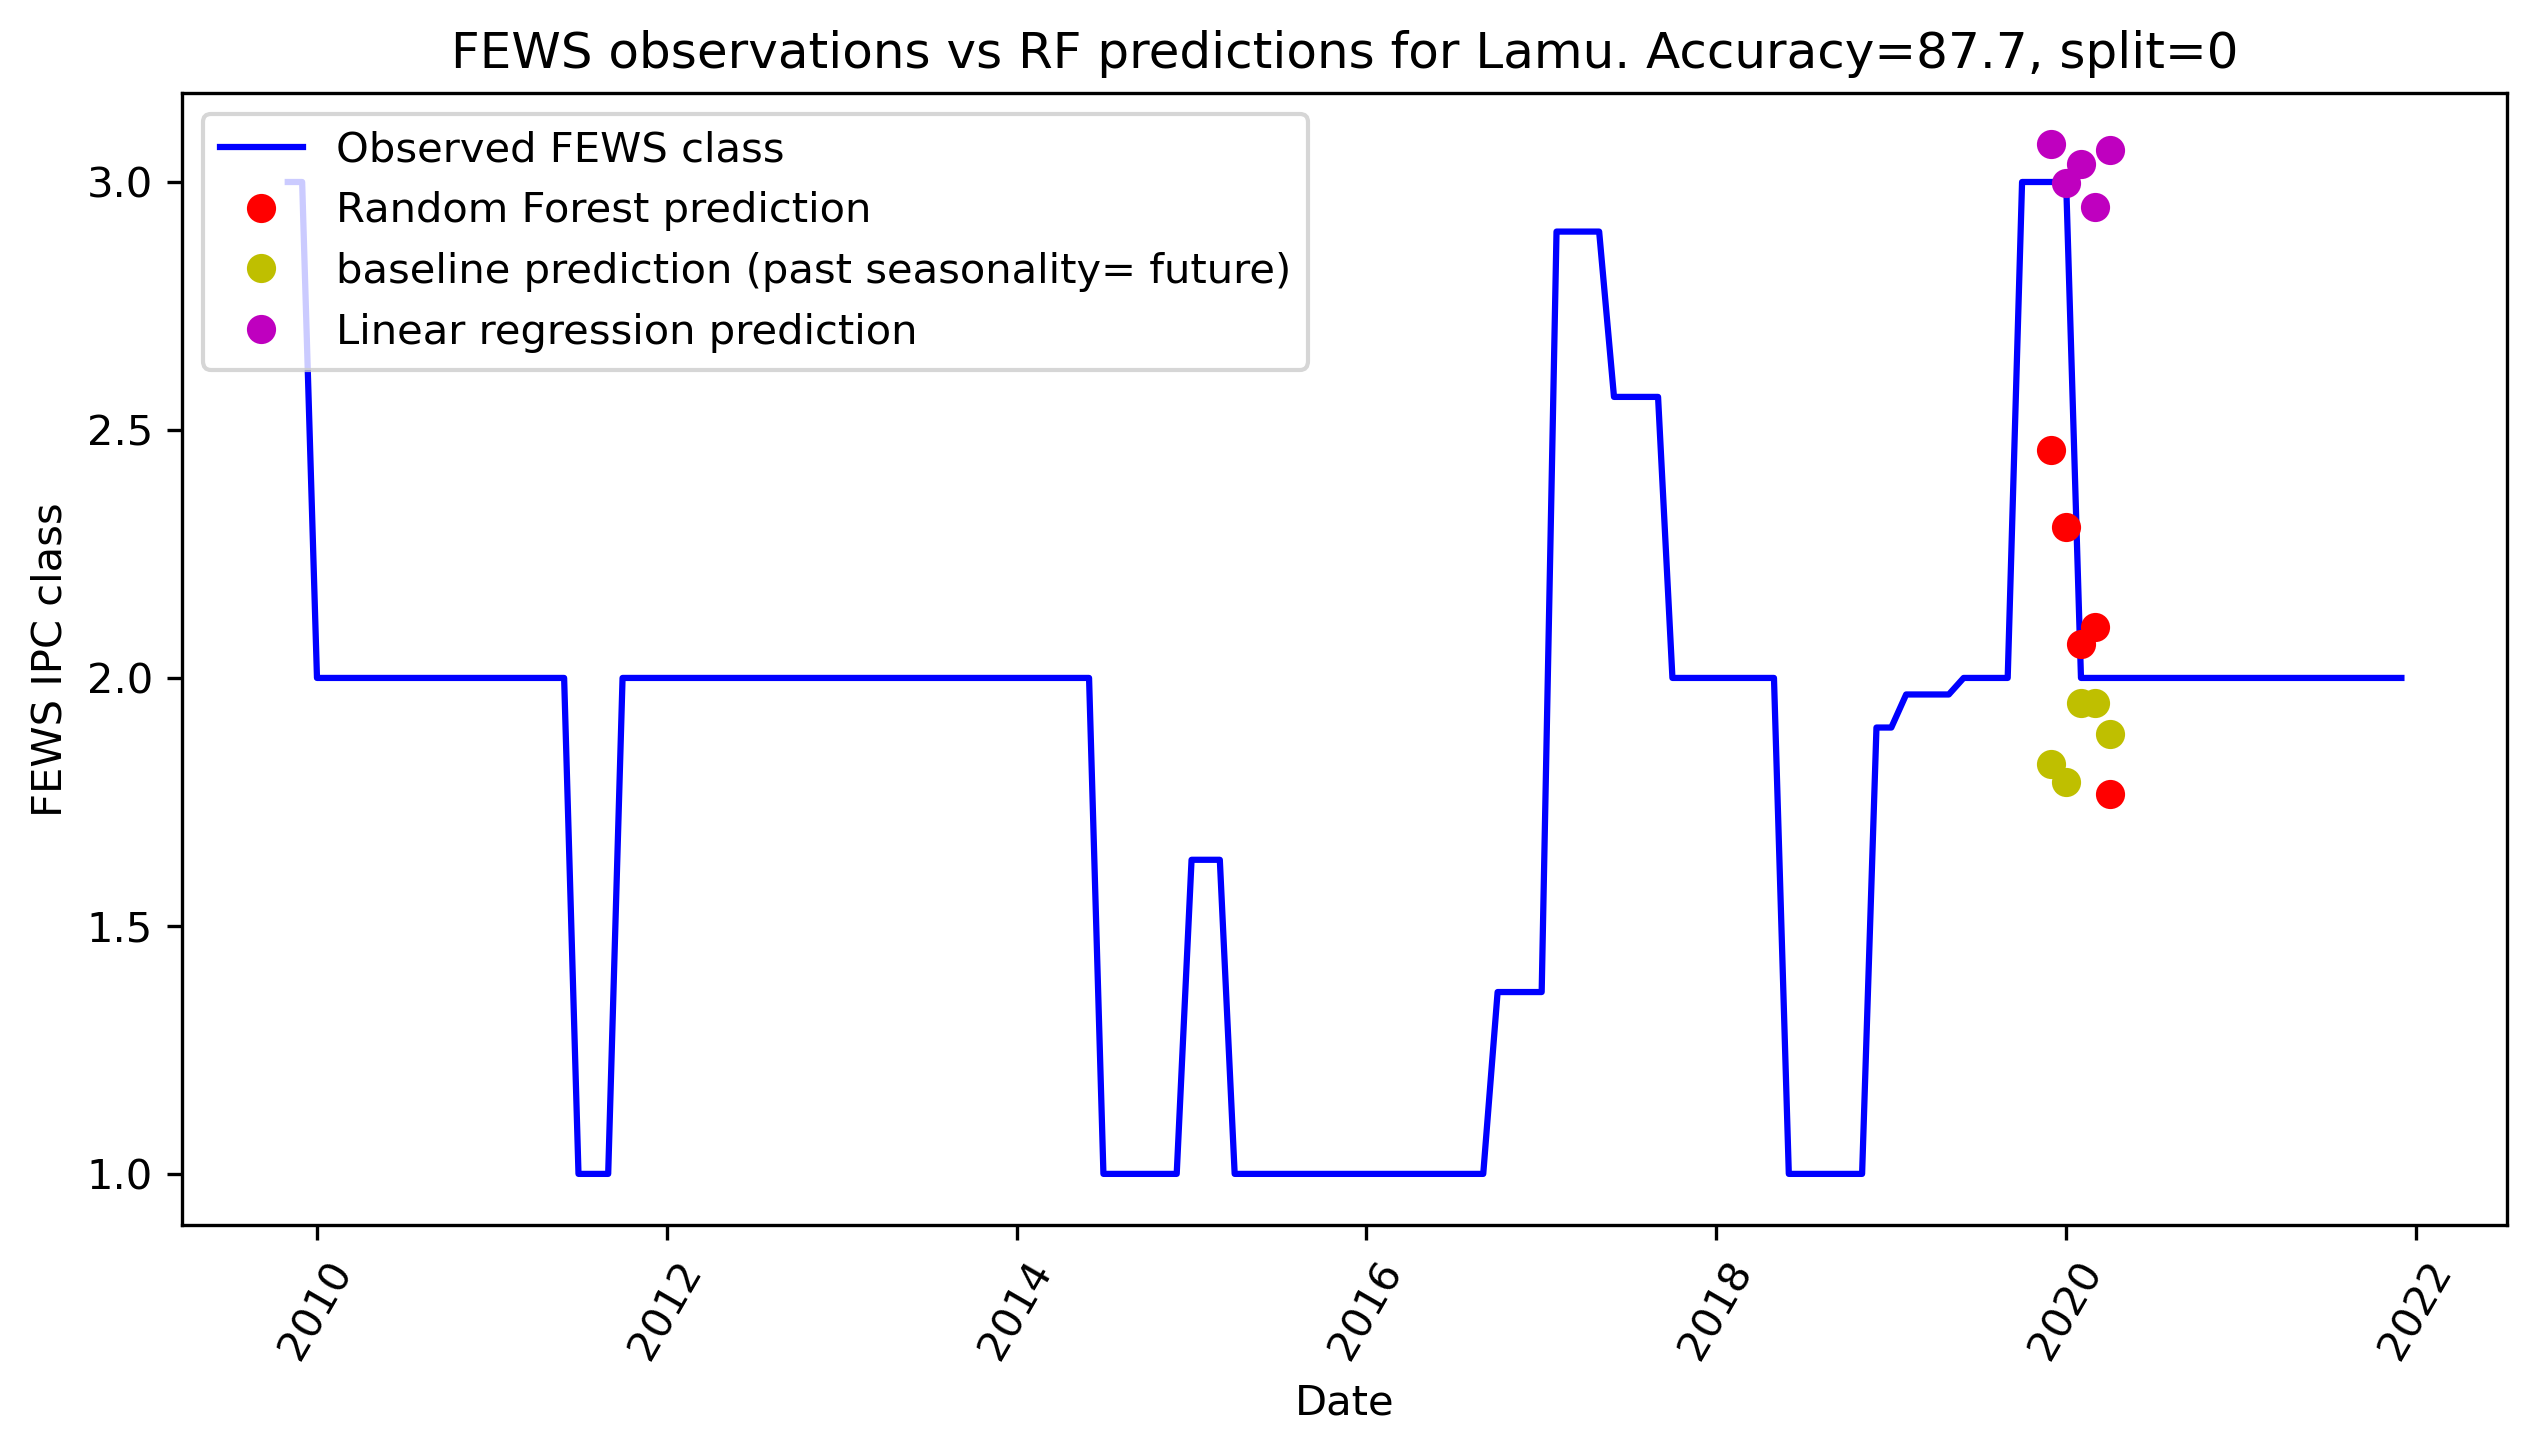 FEWS observations vs RF predictions for Lamu. Accuracy=87.7, split=0
Observed FEWS class
Random Forest prediction
baseline prediction (past seasonality= future)
Linear regression prediction
FEWS IPC class
3.0
2.5
2.0
1.5
1.0
2010
2012
2014
2016
2018
2020
2022
Date